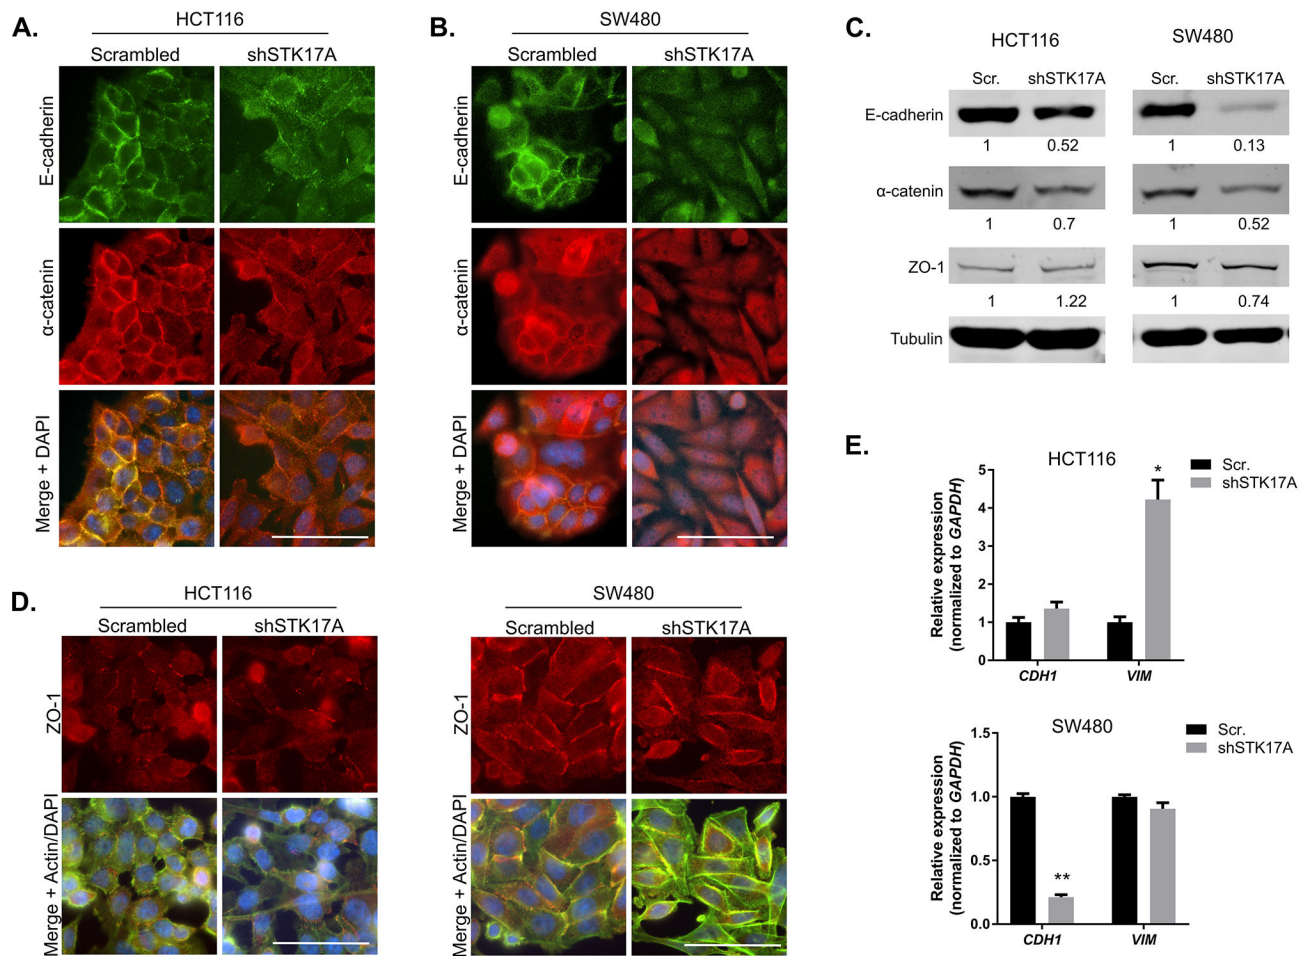 A.
HCT116
Scrambled
shSTK17A
E-cadherin
α-catenin
Merge + DAPI
B.
SW480
Scrambled
shSTK17A
E-cadherin
α-catenin
Merge + DAPI
C.
HCT116
SW480
Scr.
shSTK17A
Scr.
shSTK17A
E-cadherin
1
0.52
1
0.13
α-catenin
1
0.7
1
0.52
ZO-1
1
1.22
1
0.74
Tubulin
D.
HCT116
Scrambled
shSTK17A
ZO-1
Merge + Actin/DAPI
SW480
Scrambled
shSTK17A
ZO-1
Merge + Actin/DAPI
E.
HCT116
Scr.
shSTK17A
Relative expression
(normalized to GAPDH)
5
4
3
2
1
0
*
CDH1
VIM
SW480
Scr.
shSTK17A
Relative expression
(normalized to GAPDH)
1.5
1.0
0.5
0.0
**
CDH1
VIM